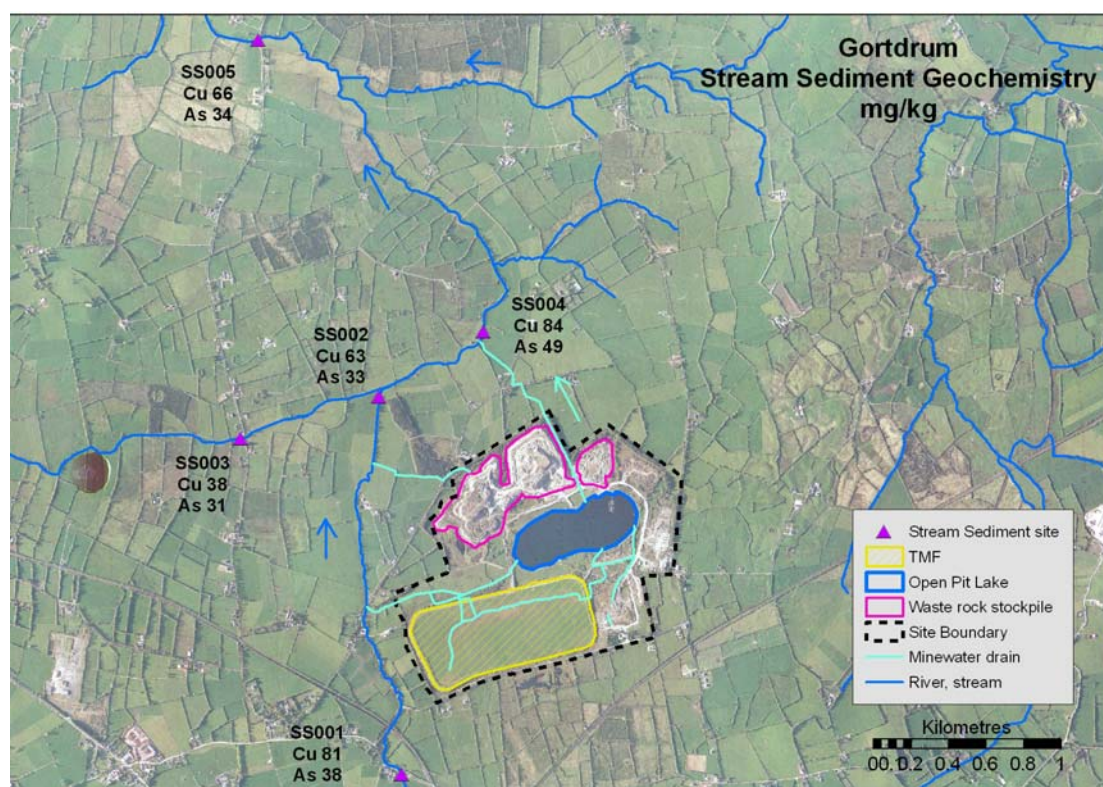 Gortdrum
Stream Sediment Geochemistry
mg/kg
SS005
Cu 66
As 34
SS004
Cu 84
As 49
SS002
Cu 63
As 33
SS003
Cu 38
As 31
SS001
Cu 81
As 38
Stream Sediment site
TMF
Open Pit Lake
Waste rock stockpile
Site Boundary
Minewater drain
River, stream
Kilometres
00.10.2 0.4 0.6 0.8 1